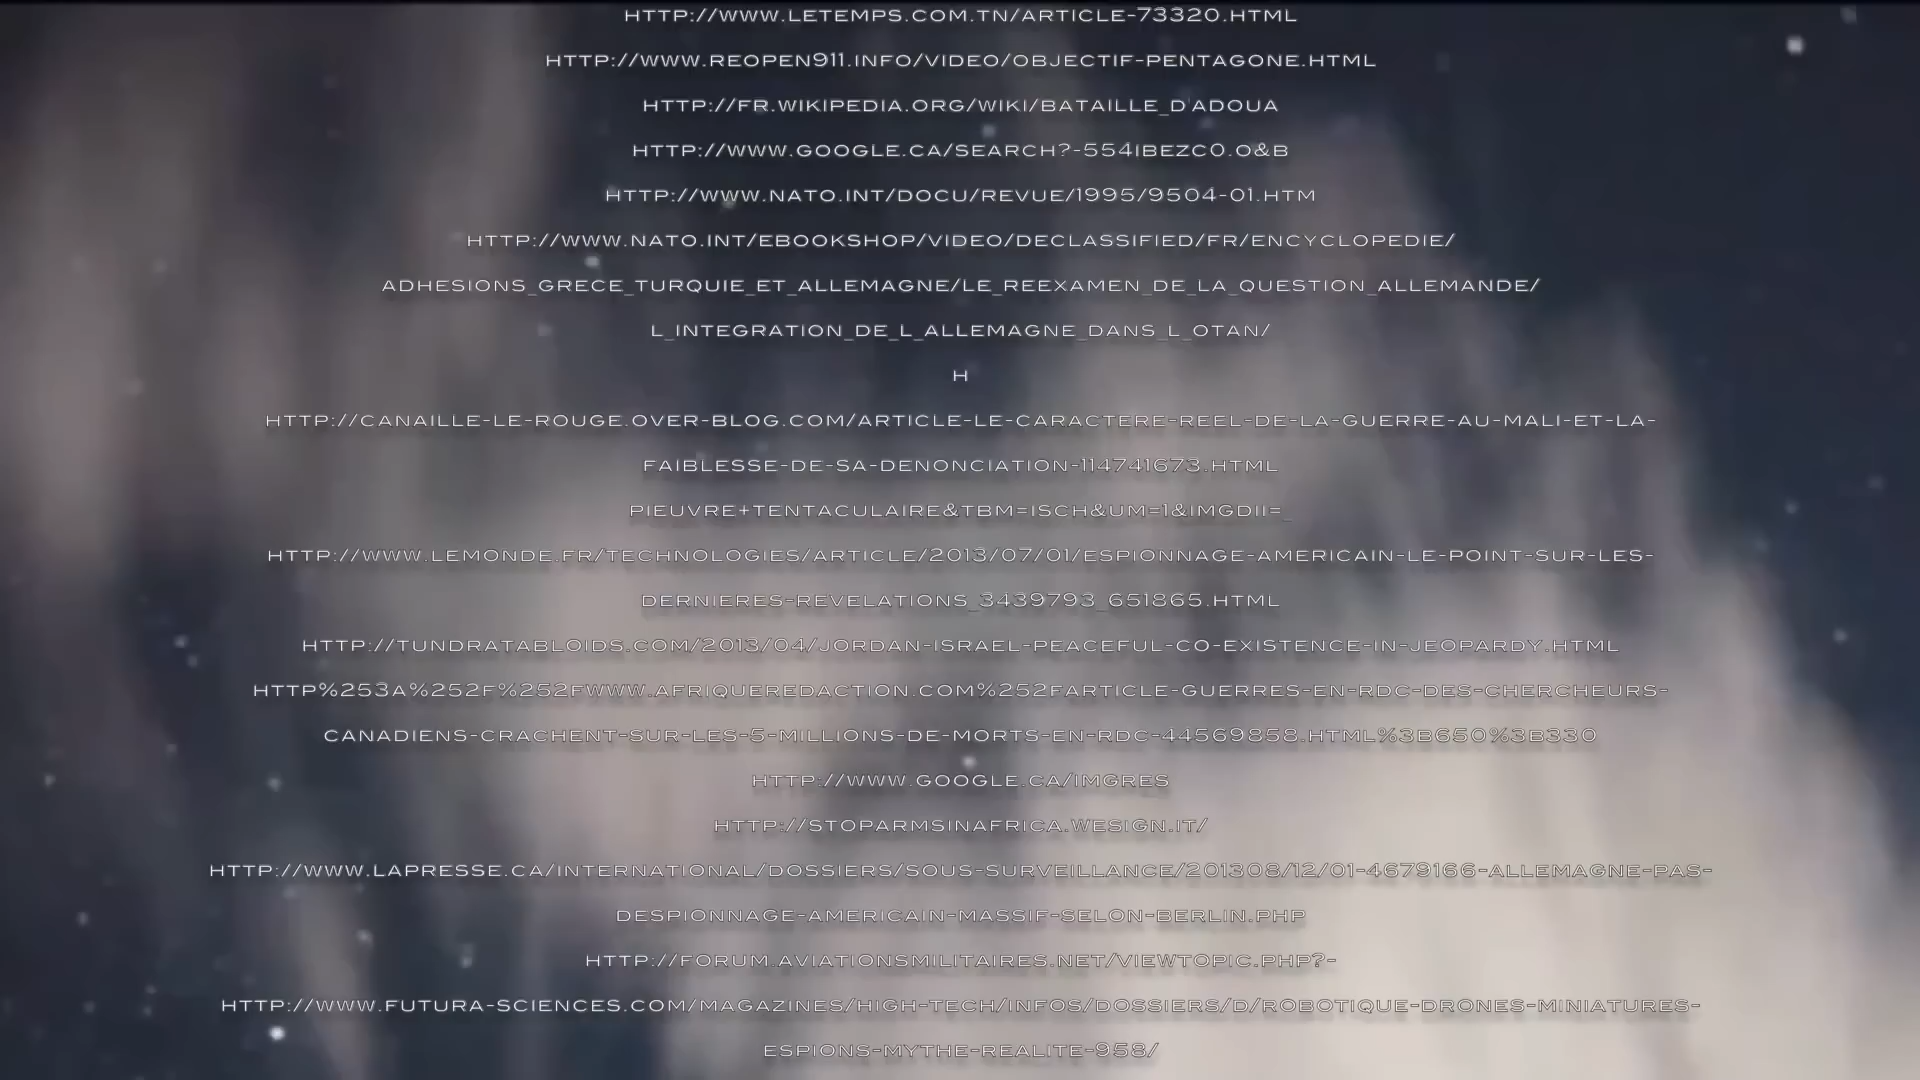 HTTP://WWW.LETEMPS.COM.TN/ARTICLE-73320.HTML
HTTP://WWW.REOPEN911.INFO/VIDEO/OBJECTIF-PENTAGONE.HTML
HTTP://FR.WIKIPEDIA.ORG/WIKI/BATAILLE_D'ADOUA
HTTP://WWW.GOOGLE.CA/SEARCH?-554IBEZC0.O&B
HTTP://WWW.NATO.INT/DOCU/REVUE/1995/9504-01.HTM
HTTP://WWW.NATO.INT/EBOOKSHOP/VIDEO/DECLASSIFIED/FR/ENCYCLOPEDIE/
ADHESIONS_GRECE_TURQUIE_ET_ALLEMAGNE/LE_REEXAMEN_DE_LA_QUESTION_ALLEMANDE/
L_INTEGRATION_DE_L_ALLEMAGNE_DANS_L_OTAN/
H
HTTP://CANAILLE-LE-ROUGE.OVER-BLOG.COM/ARTICLE-LE-CARACTERE-REEL-DE-LA-GUERRE-AU-MALI-ET-LA-
FAIBLESSE-DE-SA-DENONCIATION-114741673.HTML
PIEUVRE+TENTACULAIRE&TBM=ISCH&UM=1&IMGDII=_
HTTP://WWW.LEMONDE.FR/TECHNOLOGIES/ARTICLE/2013/07/01/ESPIONNAGE-AMERICAIN-LE-POINT-SUR-LES-
DERNIERES-REVELATIONS_3439793_651865.HTML
HTTP://TUNDRATABLOIDS.COM/2013/04/JORDAN-ISRAEL-PEACEFUL-CO-EXISTENCE-IN-JEOPARDY.HTML
HTTP%253A%252F%252FWWW.AFRIQUEREDACTION.COM%252FARTICLE-GUERRES-EN-RDC-DES-CHERCHEURS-
CANADIENS-CRACHENT-SUR-LES-5-MILLIONS-DE-MORTS-EN-RDC-44569858.HTML%3B650%3B330
HTTP://WWW.GOOGLE.CA/IMGRES
HTTP://STOPARMSINAFRICA.WESIGN.IT/
HTTP://WWW.LAPRESSE.CA/INTERNATIONAL/DOSSIERS/SOUS-SURVEILLANCE/201308/12/01-4679166-ALLEMAGNE-PAS-
DESPIONNAGE-AMERICAIN-MASSIF-SELON-BERLIN.PHP
HTTP://FORUM.AVIATIONSMILITAIRES.NET/VIEWTOPIC.PHP?-
HTTP://WWW.FUTURA-SCIENCES.COM/MAGAZINES/HIGH-TECH/INFOS/DOSSIERS/D/ROBOTIQUE-DRONES-MINIATURES-
ESPIONS-MYTHE-REALITE-958/